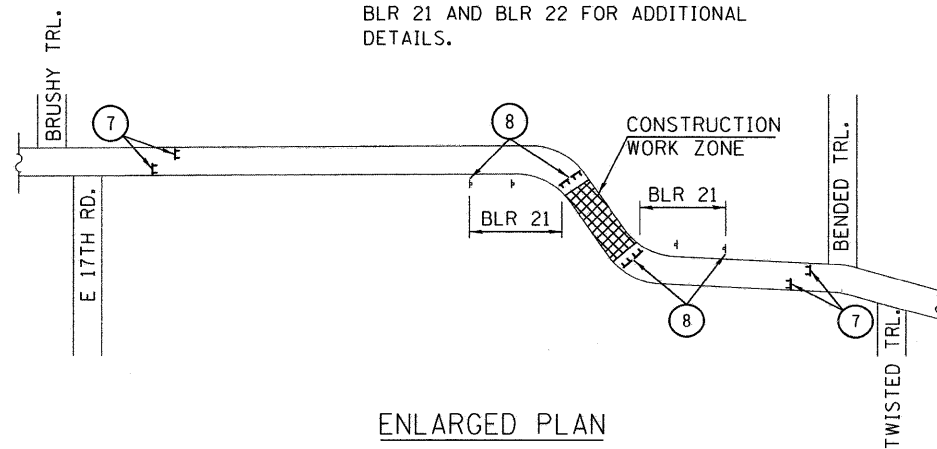 BLR 21 AND BLR 22 FOR ADDITIONAL
DETAILS.
BRUSHY TRL.
7
8
CONSTRUCTION
WORK ZONE
BENDED TRL.
BLR 21
BLR 21
E 17TH RD.
8
7
TWISTED TRL.
ENLARGED PLAN